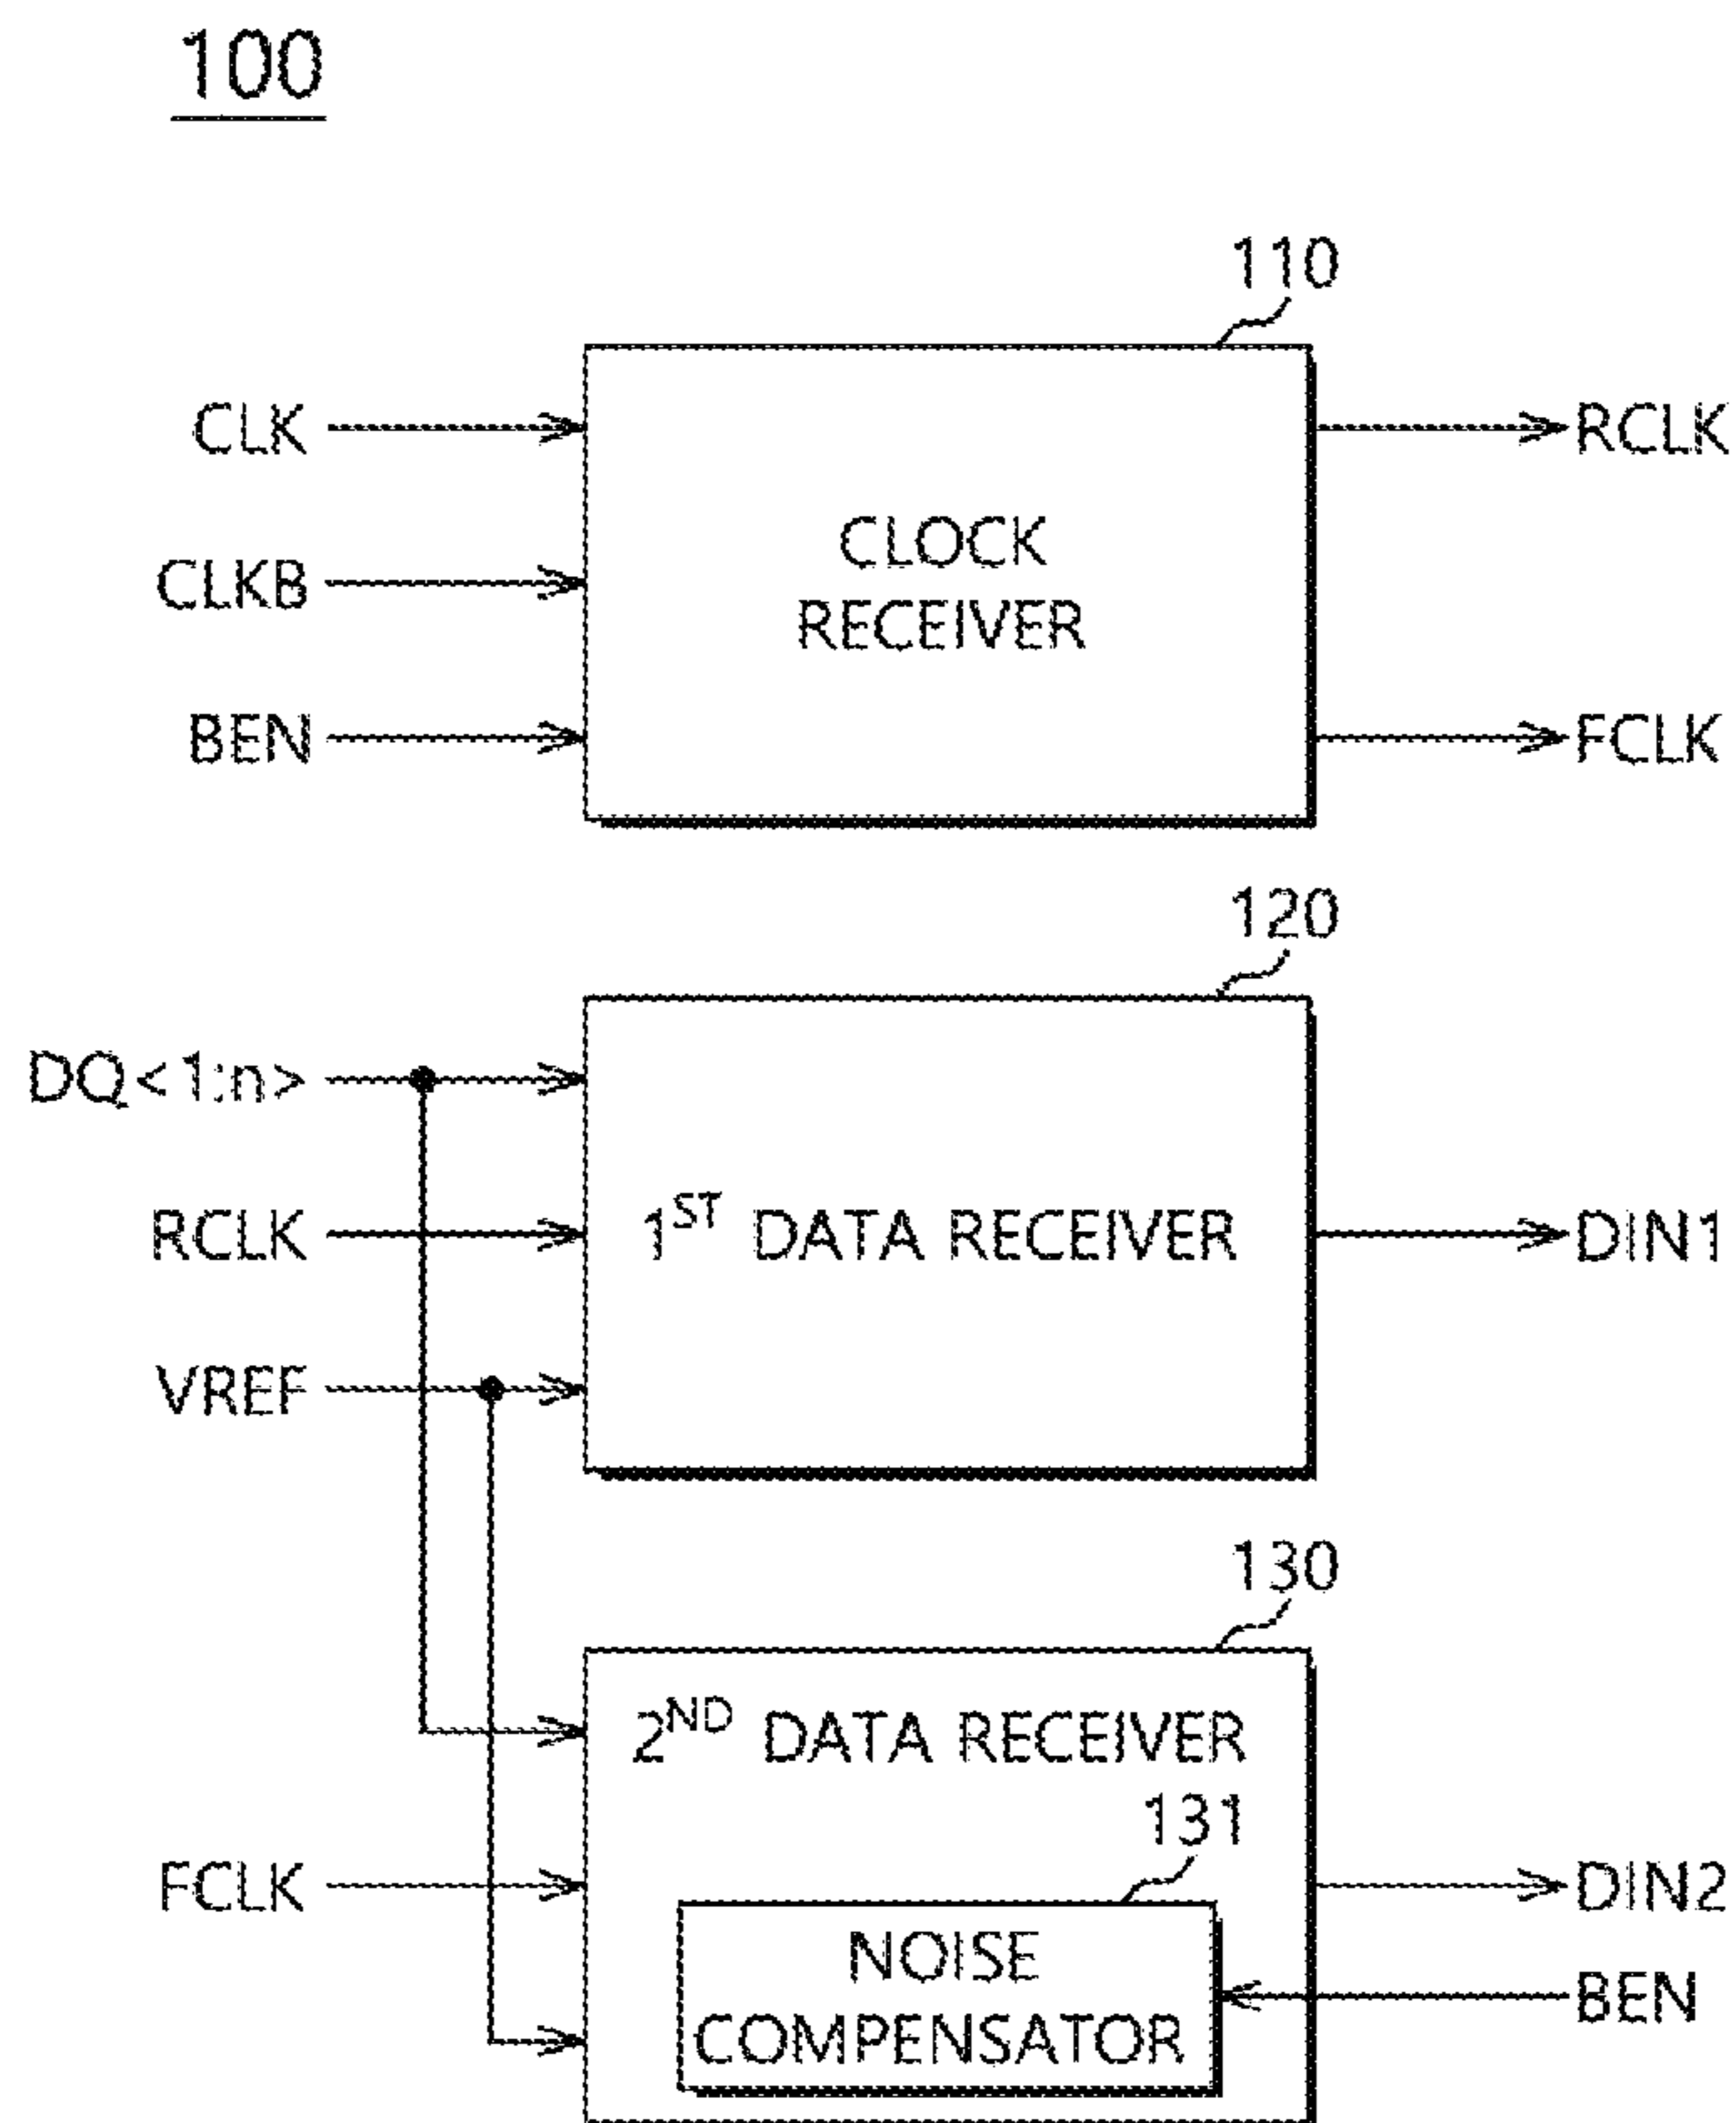 100
110
CLK
RCLK
CLOCK
CLKB
RECEIVER
BEN
FCLK
120
DQ<1:n>
RCLK
1ST DATA RECEIVER
DIN1
VREF
130
2ND DATA RECEIVER
131
FCLK
DIN2
NOISE
BEN
COMPENSATOR